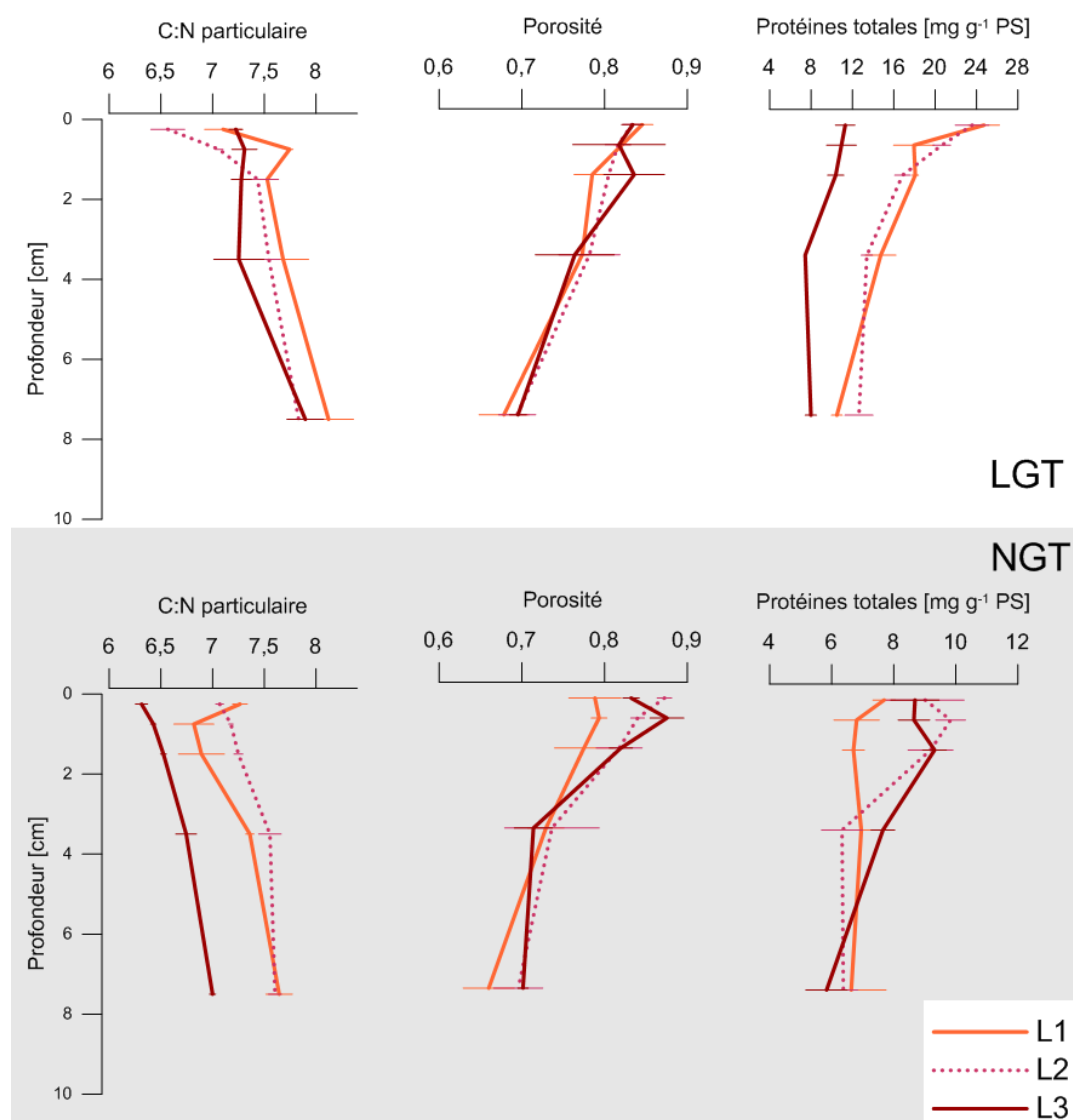 C:N particulaire
6 6,5 7 7,5 8
Porosité
0,6 0,7 0,8 0,9
Protéines totales [mg g⁻¹ PS]
4 8 12 16 20 24 28
Profondeur [cm]
0
2
4
6
8
10
LGT
NGT
C:N particulaire
6 6,5 7 7,5 8
Porosité
0,6 0,7 0,8 0,9
Protéines totales [mg g⁻¹ PS]
4 6 8 10 12
Profondeur [cm]
0
2
4
6
8
10
L1
L2
L3